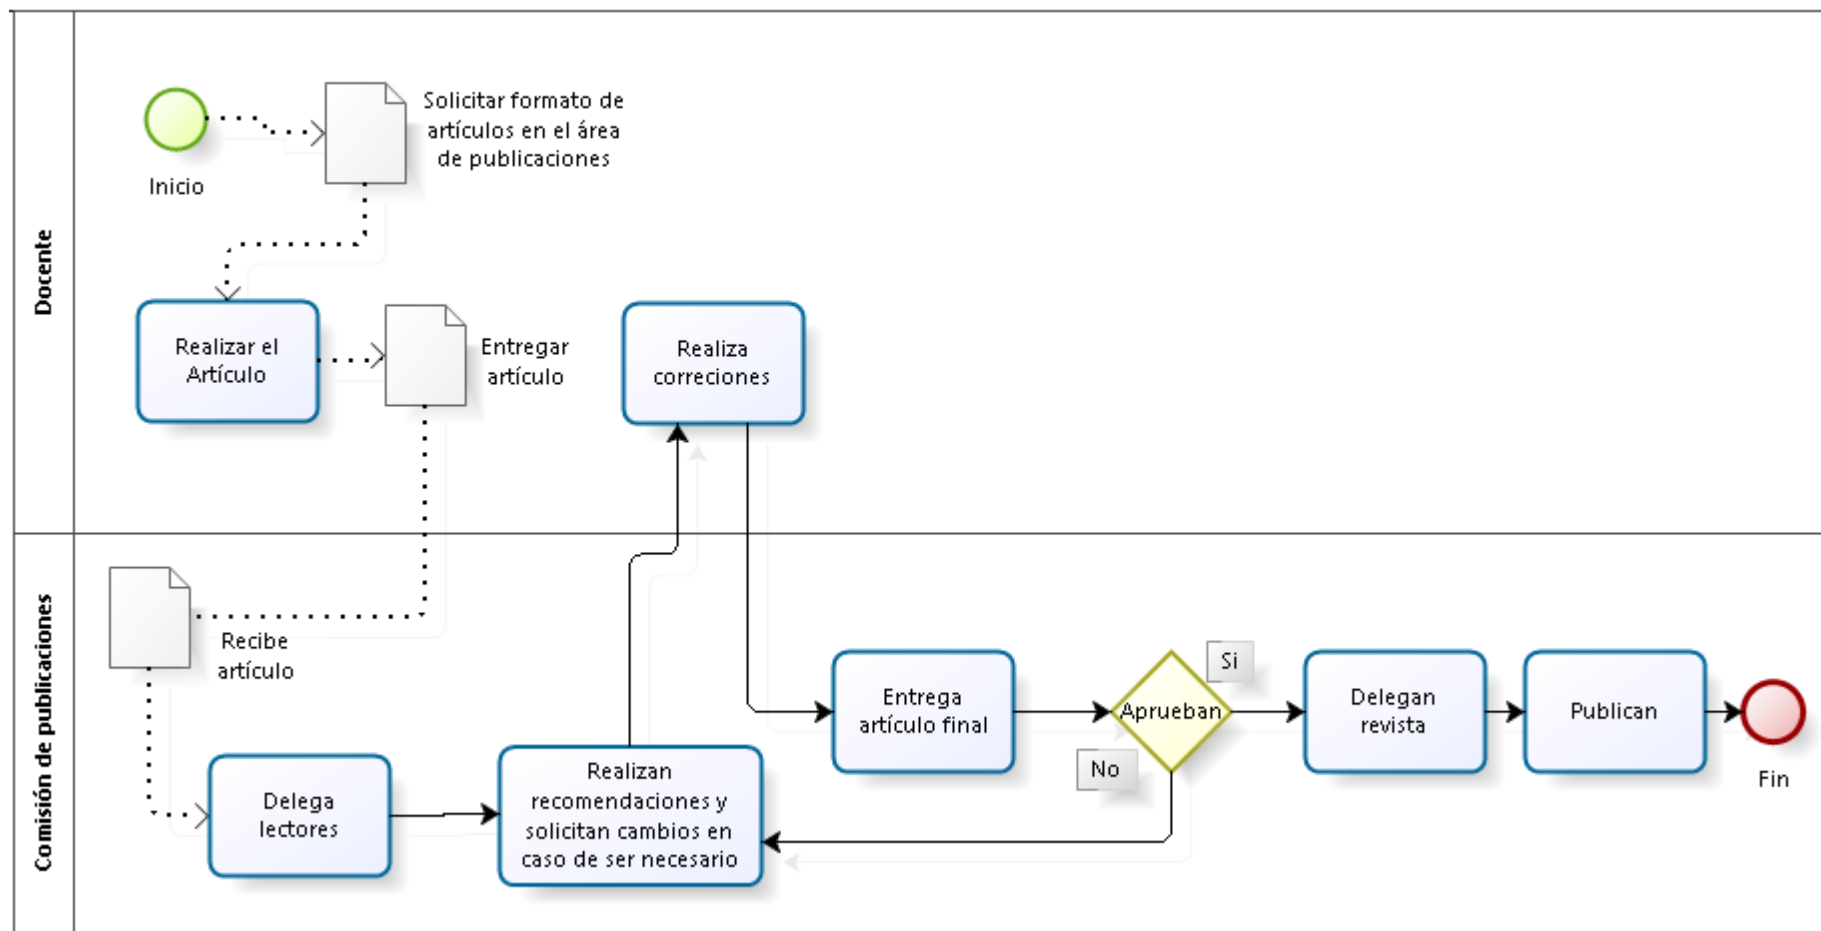 Docente
Inicio
Solicitar formato de
artículos en el área
de publicaciones
Realizar el
Artículo
Entregar
artículo
Realiza
correciones
Comisión de publicaciones
Recibe
artículo
Delega
lectores
Realizan
recomendaciones y
solicitan cambios en
caso de ser necesario
Entrega
artículo final
Aprueban
Si
No
Delegan
revista
Publican
Fin